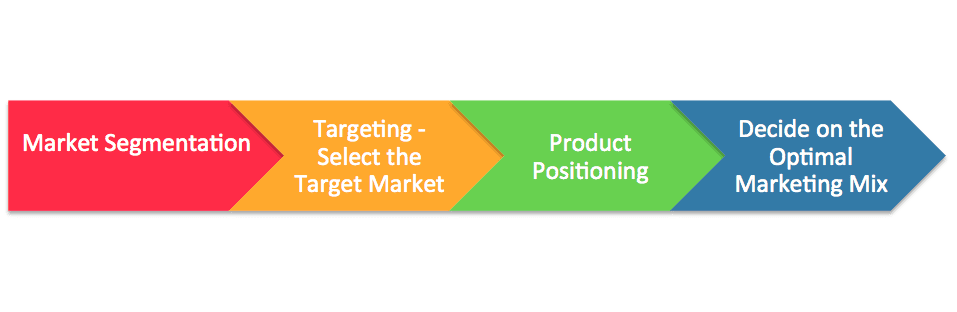 Market Segmentation
Targeting -
Select the
Target Market
Product
Positioning
Decide on the
Optimal
Marketing Mix